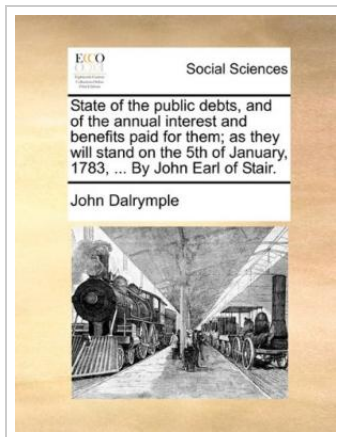 ECCO
Social Sciences
State of the public debts, and
of the annual interest and
benefits paid for them; as they
will stand on the 5th of January,
1783, ... By John Earl of Stair.
John Dalrymple